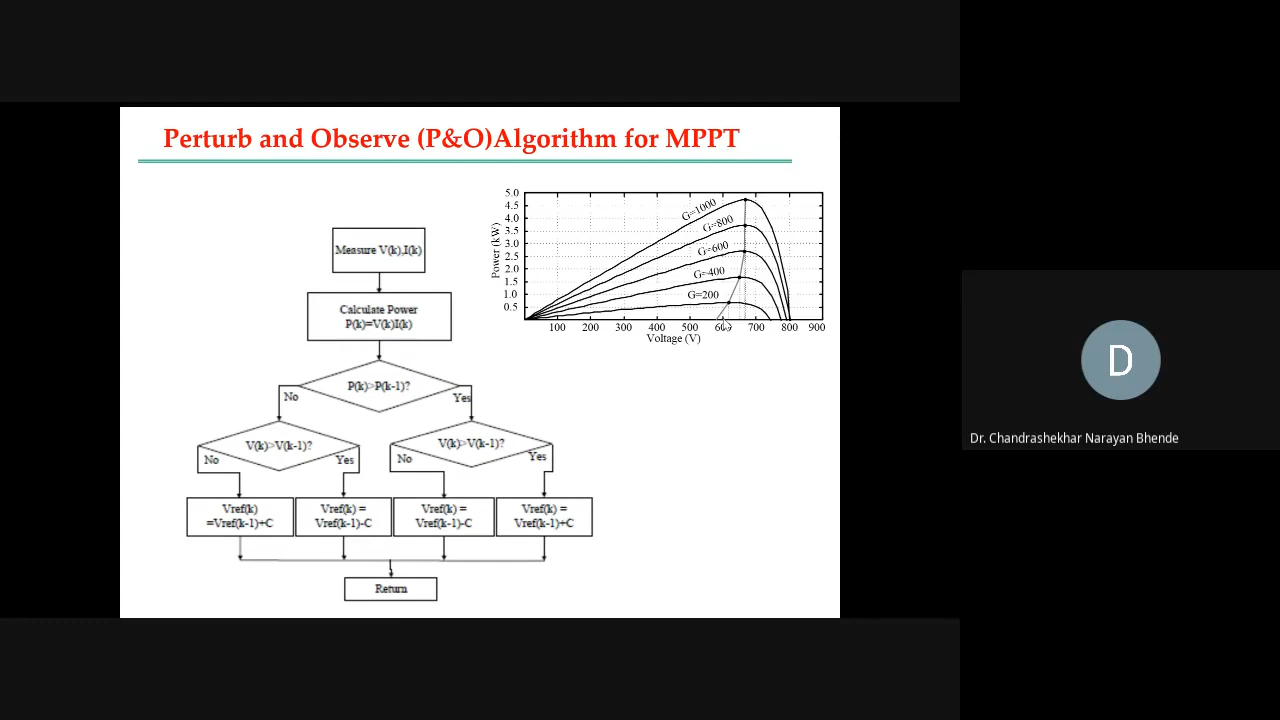 Perturb and Observe (P&O)Algorithm for MPPT
Measure V(k),I(k)
Calculate Power
P(k)=V(k)I(k)
P(k)>P(k-1)?
No
Yes
V(k)>V(k-1)?
No
Yes
V(k)>V(k-1)?
No
Yes
Vref(k)
=Vref(k-1)+C
Vref(k) =
Vref(k-1)-C
Vref(k) =
Vref(k-1)-C
Vref(k) =
Vref(k-1)+C
Return
Power (kW)
5.0
4.5
4.0
3.5
3.0
2.5
2.0
1.5
1.0
0.5
G=1000
G=800
G=600
G=400
G=200
100 200 300 400 500 600 700 800 900
Voltage (V)
D
Dr. Chandrashekhar Narayan Bhende